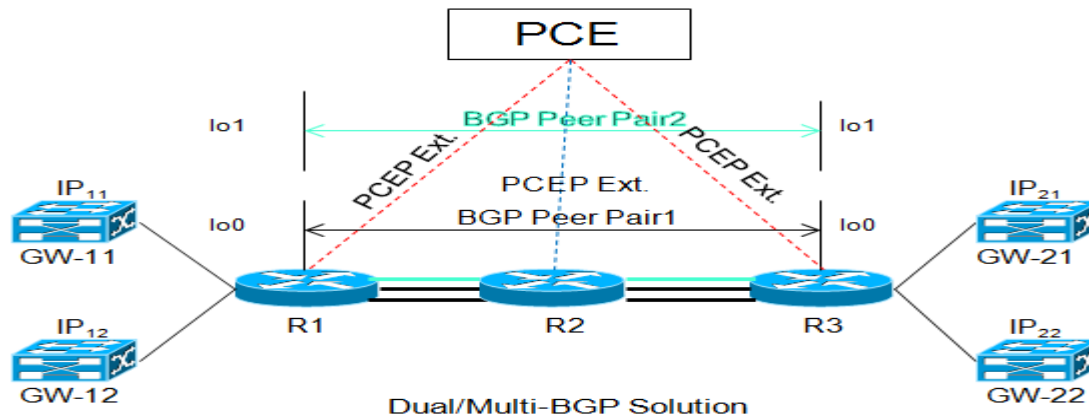 PCE
BGP Peer Pair2
lo1
lo1
PCEP Ext.
PCEP Ext.
PCEP Ext.
BGP Peer Pair1
lo0
lo0
IP₁₁
GW-11
IP₂₁
GW-21
R1
R2
R3
IP₁₂
GW-12
IP₂₂
GW-22
Dual/Multi-BGP Solution